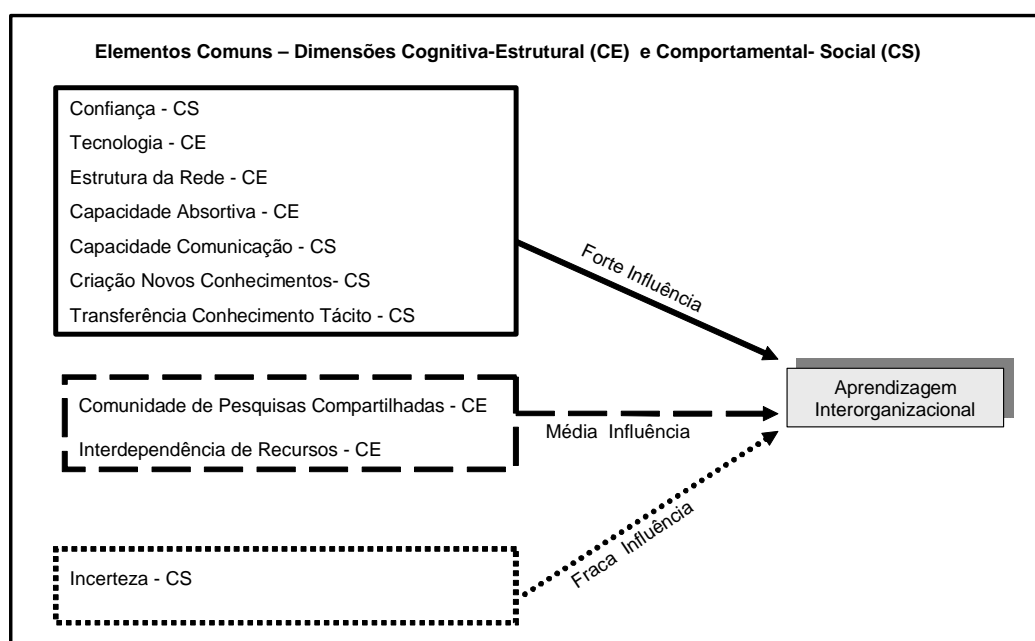 Elementos Comuns – Dimensões Cognitiva-Estrutural (CE) e Comportamental- Social (CS)
Confiança - CS
Tecnologia - CE
Estrutura da Rede - CE
Capacidade Absortiva - CE
Capacidade Comunicação - CS
Criação Novos Conhecimentos- CS
Transferência Conhecimento Tácito - CS
Forte Influência
Comunidade de Pesquisas Compartilhadas - CE
Interdependência de Recursos - CE
Média Influência
Aprendizagem
Interorganizacional
Incerteza - CS
Fraca Influência